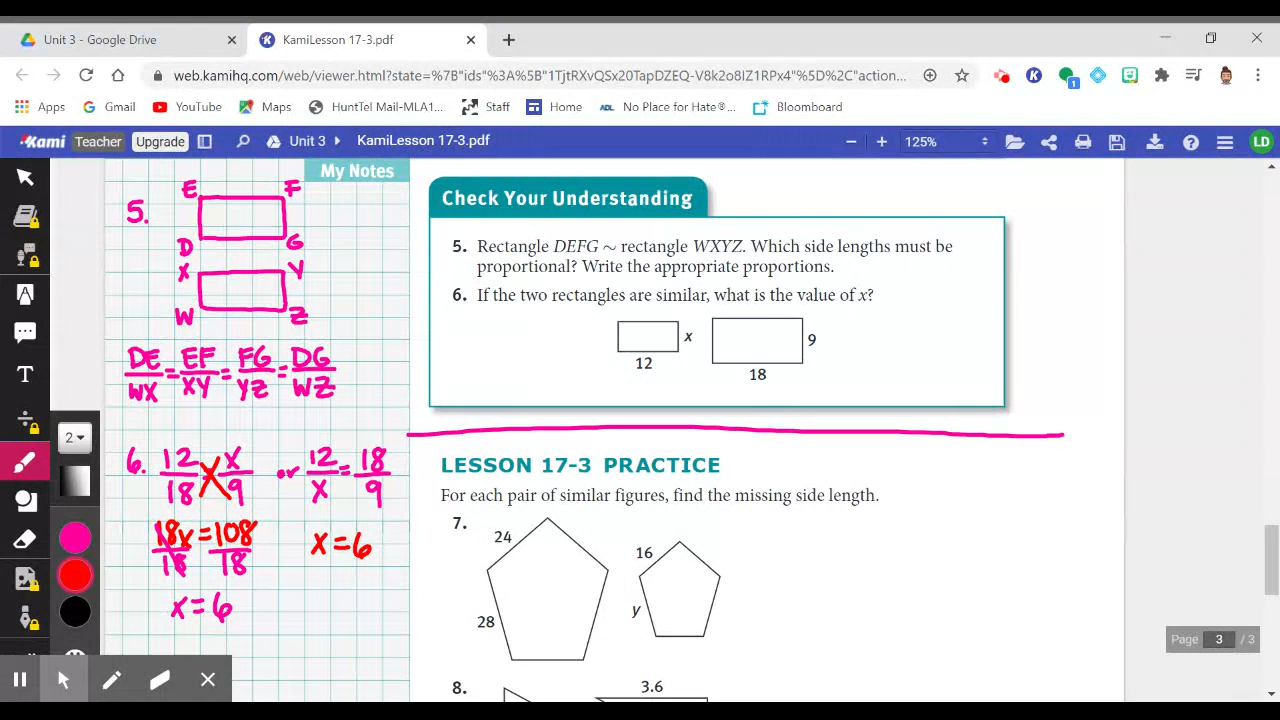 Unit 3 - Google Drive
KamiLesson 17-3.pdf
web.kamihq.com/web/viewer.html?state=%7B"ids"%3A%5B"1TjtRXvQSx20TapDZEQ-V8k2o8IZ1RPx4"%5D%2C"action...
1
Apps
Gmail
YouTube
Maps
HuntTel Mail-MLA1...
Staff
Home
ADL No Place for Hates...
Bloomboard
Kami
Teacher
Upgrade
Unit 3
KamiLesson 17-3.pdf
125%
LD
My Notes
5.
E F
D G
X Y
W Z
DE/WX = EF/XY = FG/YZ = DG/WZ
6. 12/18 x/9 or 12/x = 18/9
18x/18 = 108/18
x = 6
x = 6
2
Check Your Understanding
5. Rectangle DEFG ~ rectangle WXYZ. Which side lengths must be
proportional? Write the appropriate proportions.
6. If the two rectangles are similar, what is the value of x?
x
12
9
18
LESSON 17-3 PRACTICE
For each pair of similar figures, find the missing side length.
7.
24
28
16
y
8.
3.6
Page 3 / 3